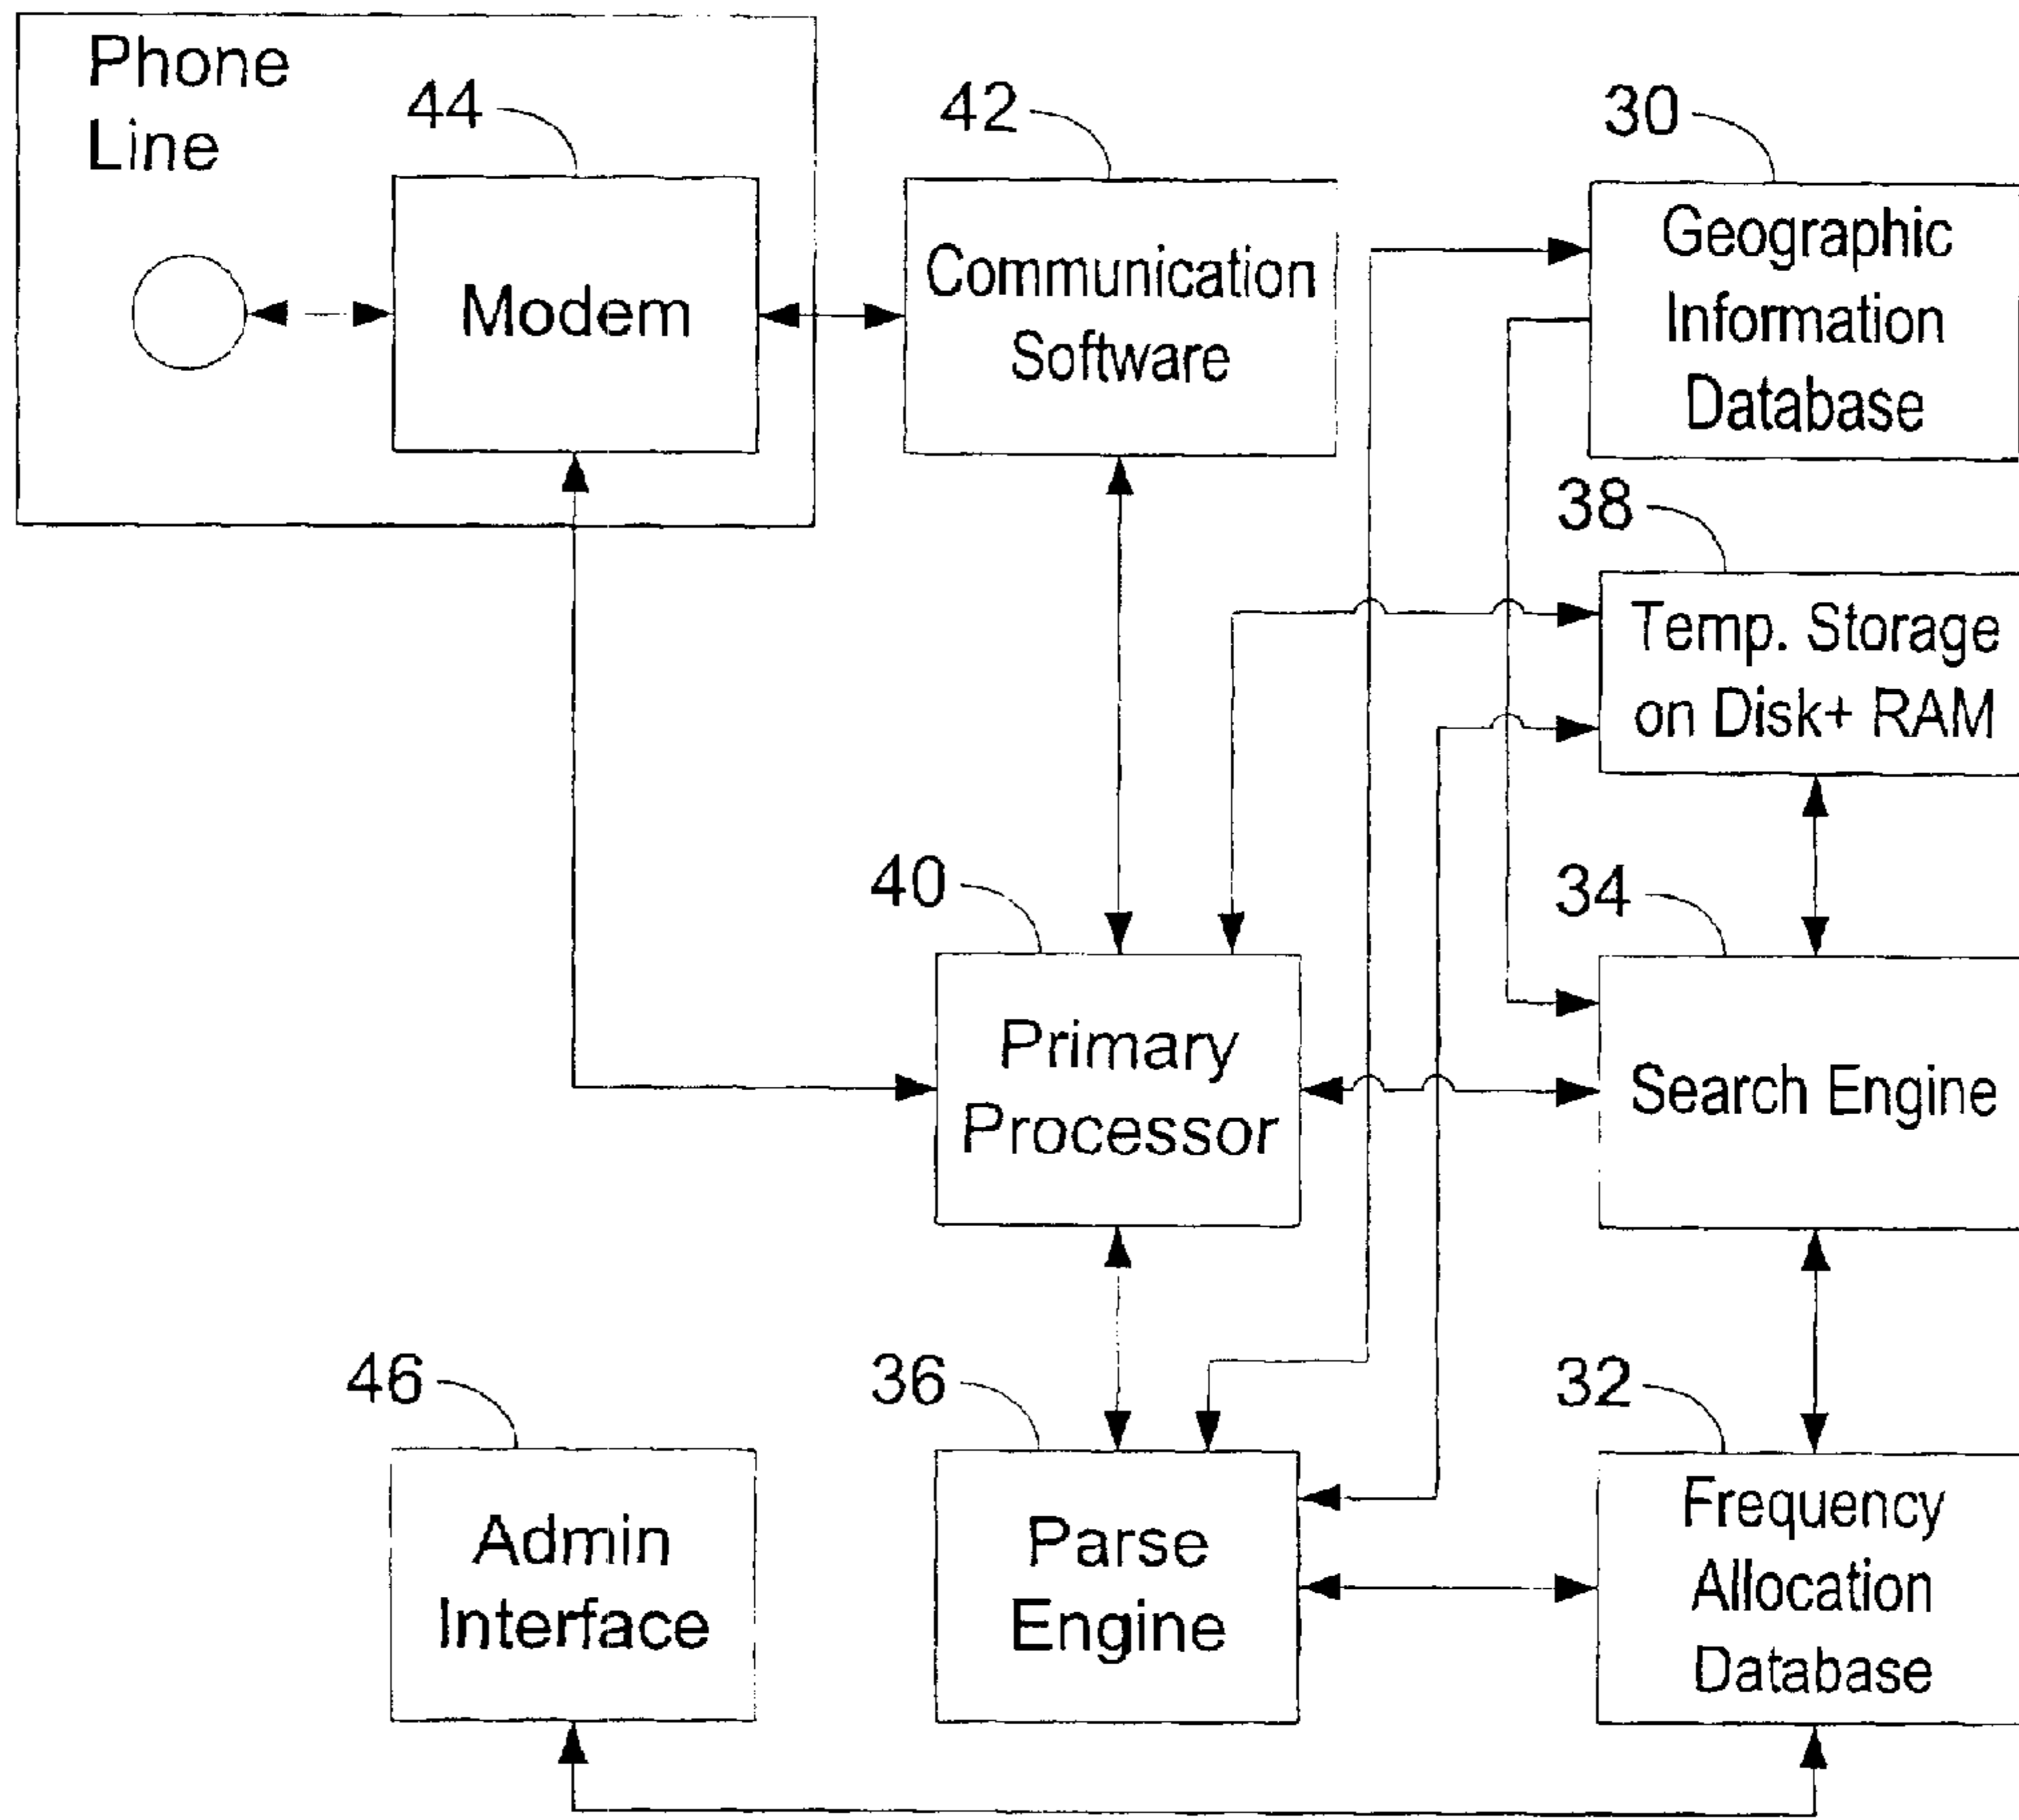 Phone
Line
44
Modem
42
Communication
Software
30
Geographic
Information
Database
38
Temp. Storage
on Disk+ RAM
40
Primary
Processor
34
Search Engine
46
Admin
Interface
36
Parse
Engine
32
Frequency
Allocation
Database